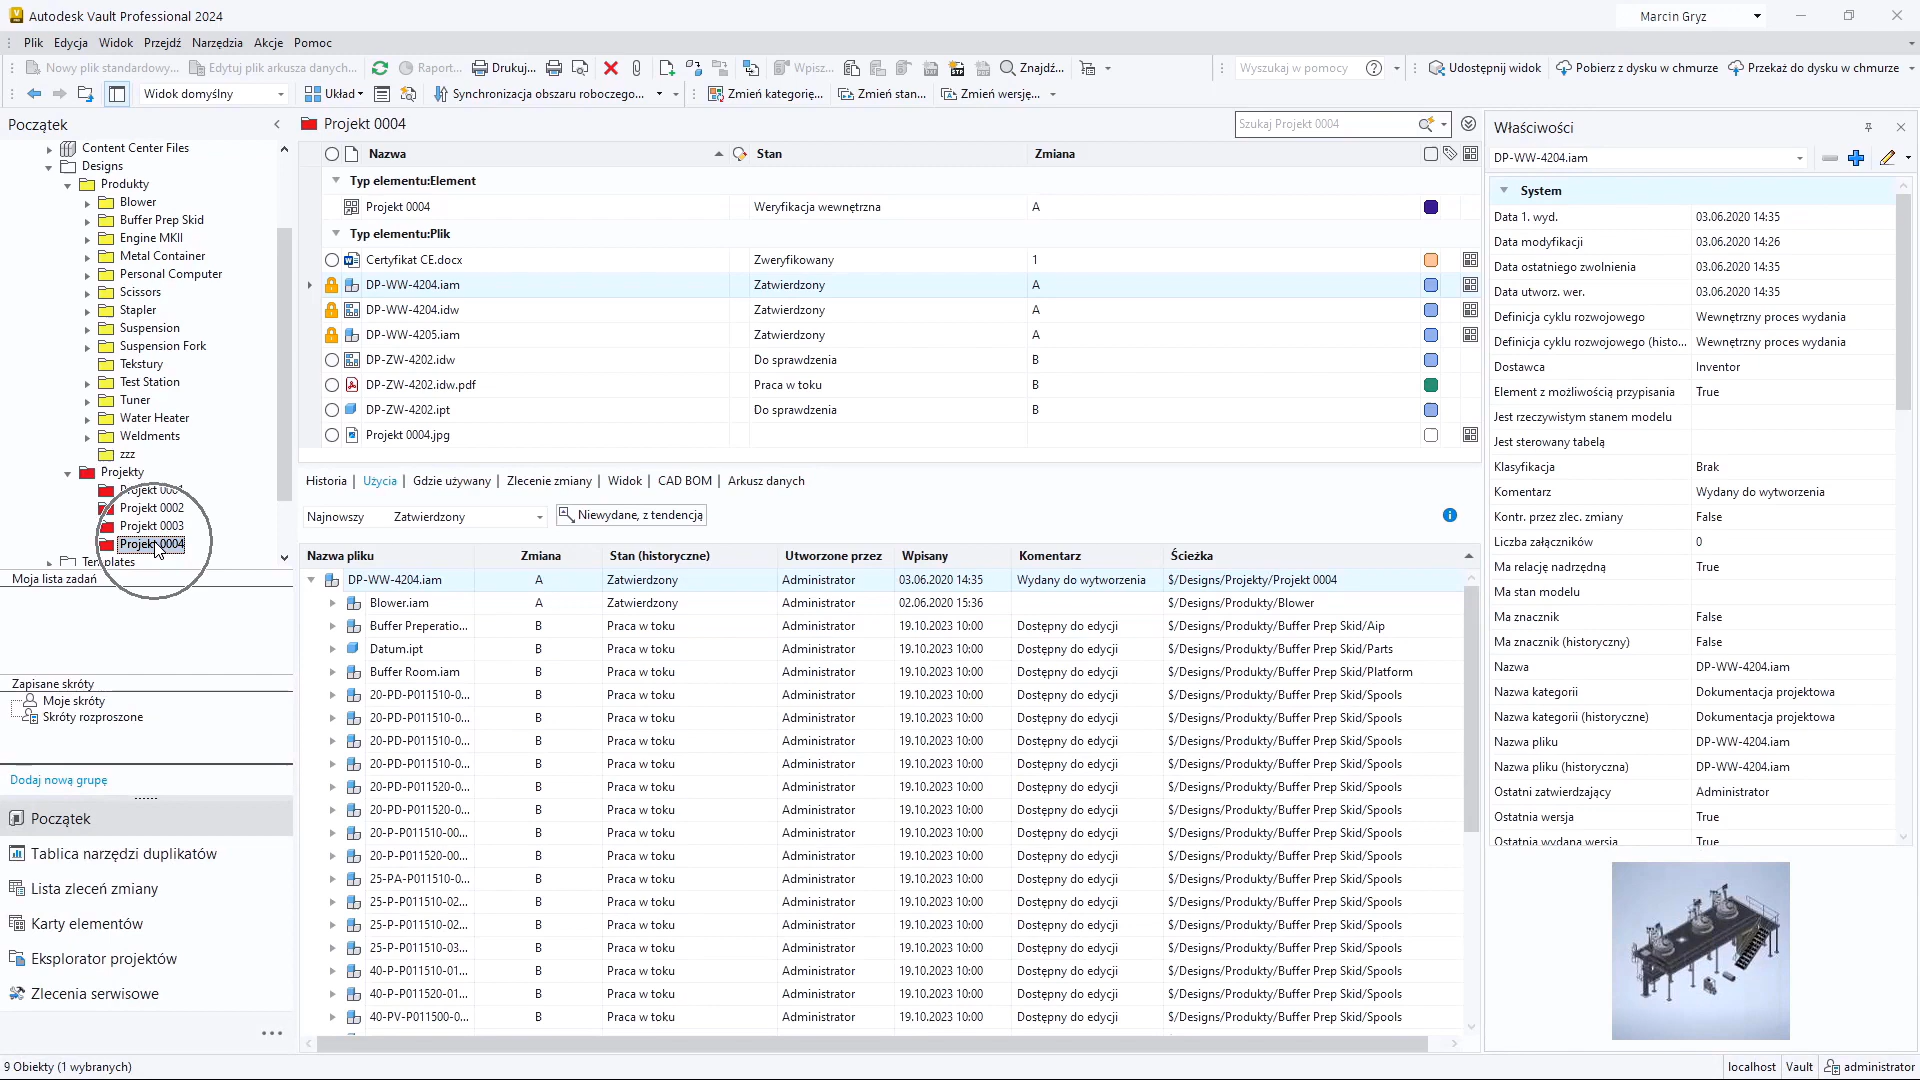 Autodesk Vault Professional 2024
Marcin Gryz
Plik Edycja Widok Przejdź Narzędzia Akcje Pomoc
Nowy plik standardowy... Edytuj plik arkusza danych... Raport... Drukuj... Wpisz... Znajdź... Wyszukaj w pomocy Udostępnij widok Pobierz z dysku w chmurze Przekaż do dysku w chmurze
Widok domyślny Układ Synchronizacja obszaru roboczego... Zmień kategorię... Zmień stan... Zmień wersję...
Początek
Content Center Files
Designs
Produkty
Blower
Buffer Prep Skid
Engine MKII
Metal Container
Personal Computer
Scissors
Stapler
Suspension
Suspension Fork
Tekstury
Test Station
Tuner
Water Heater
Weldments
zzz
Projekty
Projekt 0001
Projekt 0002
Projekt 0003
Projekt 0004
Templates
Moja lista zadań
Zapisane skróty
Moje skróty
Skróty rozproszone
Dodaj nową grupę
Początek
Tablica narzędzi duplikatów
Lista zleceń zmiany
Karty elementów
Eksplorator projektów
Zlecenia serwisowe
Projekt 0004
Szukaj Projekt 0004
Nazwa Stan Zmiana
Typ elementu:Element
Projekt 0004 Weryfikacja wewnętrzna A
Typ elementu:Plik
Certyfikat CE.docx Zweryfikowany 1
DP-WW-4204.iam Zatwierdzony A
DP-WW-4204.idw Zatwierdzony A
DP-WW-4205.iam Zatwierdzony A
DP-ZW-4202.idw Do sprawdzenia B
DP-ZW-4202.idw.pdf Praca w toku B
DP-ZW-4202.ipt Do sprawdzenia B
Projekt 0004.jpg
Historia | Użycia | Gdzie używany | Zlecenie zmiany | Widok | CAD BOM | Arkusz danych
Najnowszy Zatwierdzony Niewydane, z tendencją
Nazwa pliku Zmiana Stan (historyczne) Utworzone przez Wpisany Komentarz Ścieżka
DP-WW-4204.iam A Zatwierdzony Administrator 03.06.2020 14:35 Wydany do wytworzenia $/Designs/Projekty/Projekt 0004
Blower.iam A Zatwierdzony Administrator 02.06.2020 15:36 $/Designs/Produkty/Blower
Buffer Preperatio... B Praca w toku Administrator 19.10.2023 10:00 Dostępny do edycji $/Designs/Produkty/Buffer Prep Skid/Aip
Datum.ipt B Praca w toku Administrator 19.10.2023 10:00 Dostępny do edycji $/Designs/Produkty/Buffer Prep Skid/Parts
Buffer Room.iam B Praca w toku Administrator 19.10.2023 10:00 Dostępny do edycji $/Designs/Produkty/Buffer Prep Skid/Platform
20-PD-P011510-0... B Praca w toku Administrator 19.10.2023 10:00 Dostępny do edycji $/Designs/Produkty/Buffer Prep Skid/Spools
20-PD-P011510-0... B Praca w toku Administrator 19.10.2023 10:00 Dostępny do edycji $/Designs/Produkty/Buffer Prep Skid/Spools
20-PD-P011510-0... B Praca w toku Administrator 19.10.2023 10:00 Dostępny do edycji $/Designs/Produkty/Buffer Prep Skid/Spools
20-PD-P011510-0... B Praca w toku Administrator 19.10.2023 10:00 Dostępny do edycji $/Designs/Produkty/Buffer Prep Skid/Spools
20-PD-P011520-0... B Praca w toku Administrator 19.10.2023 10:00 Dostępny do edycji $/Designs/Produkty/Buffer Prep Skid/Spools
20-PD-P011520-0... B Praca w toku Administrator 19.10.2023 10:00 Dostępny do edycji $/Designs/Produkty/Buffer Prep Skid/Spools
20-P-P011510-00... B Praca w toku Administrator 19.10.2023 10:00 Dostępny do edycji $/Designs/Produkty/Buffer Prep Skid/Spools
20-P-P011520-00... B Praca w toku Administrator 19.10.2023 10:00 Dostępny do edycji $/Designs/Produkty/Buffer Prep Skid/Spools
25-PA-P011510-0... B Praca w toku Administrator 19.10.2023 10:00 Dostępny do edycji $/Designs/Produkty/Buffer Prep Skid/Spools
25-P-P011510-02... B Praca w toku Administrator 19.10.2023 10:00 Dostępny do edycji $/Designs/Produkty/Buffer Prep Skid/Spools
25-P-P011510-02... B Praca w toku Administrator 19.10.2023 10:00 Dostępny do edycji $/Designs/Produkty/Buffer Prep Skid/Spools
25-P-P011510-03... B Praca w toku Administrator 19.10.2023 10:00 Dostępny do edycji $/Designs/Produkty/Buffer Prep Skid/Spools
40-P-P011510-01... B Praca w toku Administrator 19.10.2023 10:00 Dostępny do edycji $/Designs/Produkty/Buffer Prep Skid/Spools
40-P-P011520-01... B Praca w toku Administrator 19.10.2023 10:00 Dostępny do edycji $/Designs/Produkty/Buffer Prep Skid/Spools
40-PV-P011500-0... B Praca w toku Administrator 19.10.2023 10:00 Dostępny do edycji $/Designs/Produkty/Buffer Prep Skid/Spools
Właściwości
DP-WW-4204.iam
System
Data 1. wyd. 03.06.2020 14:35
Data modyfikacji 03.06.2020 14:26
Data ostatniego zwolnienia 03.06.2020 14:35
Data utworz. wer. 03.06.2020 14:35
Definicja cyklu rozwojowego Wewnętrzny proces wydania
Definicja cyklu rozwojowego (histo... Wewnętrzny proces wydania
Dostawca Inventor
Element z możliwością przypisania True
Jest rzeczywistym stanem modelu
Jest sterowany tabelą
Klasyfikacja Brak
Komentarz Wydany do wytworzenia
Kontr. przez zlec. zmiany False
Liczba załączników 0
Ma relację nadrzędną True
Ma stan modelu
Ma znacznik False
Ma znacznik (historyczny) False
Nazwa DP-WW-4204.iam
Nazwa kategorii Dokumentacja projektowa
Nazwa kategorii (historyczne) Dokumentacja projektowa
Nazwa pliku DP-WW-4204.iam
Nazwa pliku (historyczna) DP-WW-4204.iam
Ostatni zatwierdzający Administrator
Ostatnia wersja True
Ostatnia wydana wersja True
9 Obiekty (1 wybranych)
localhost Vault administrator